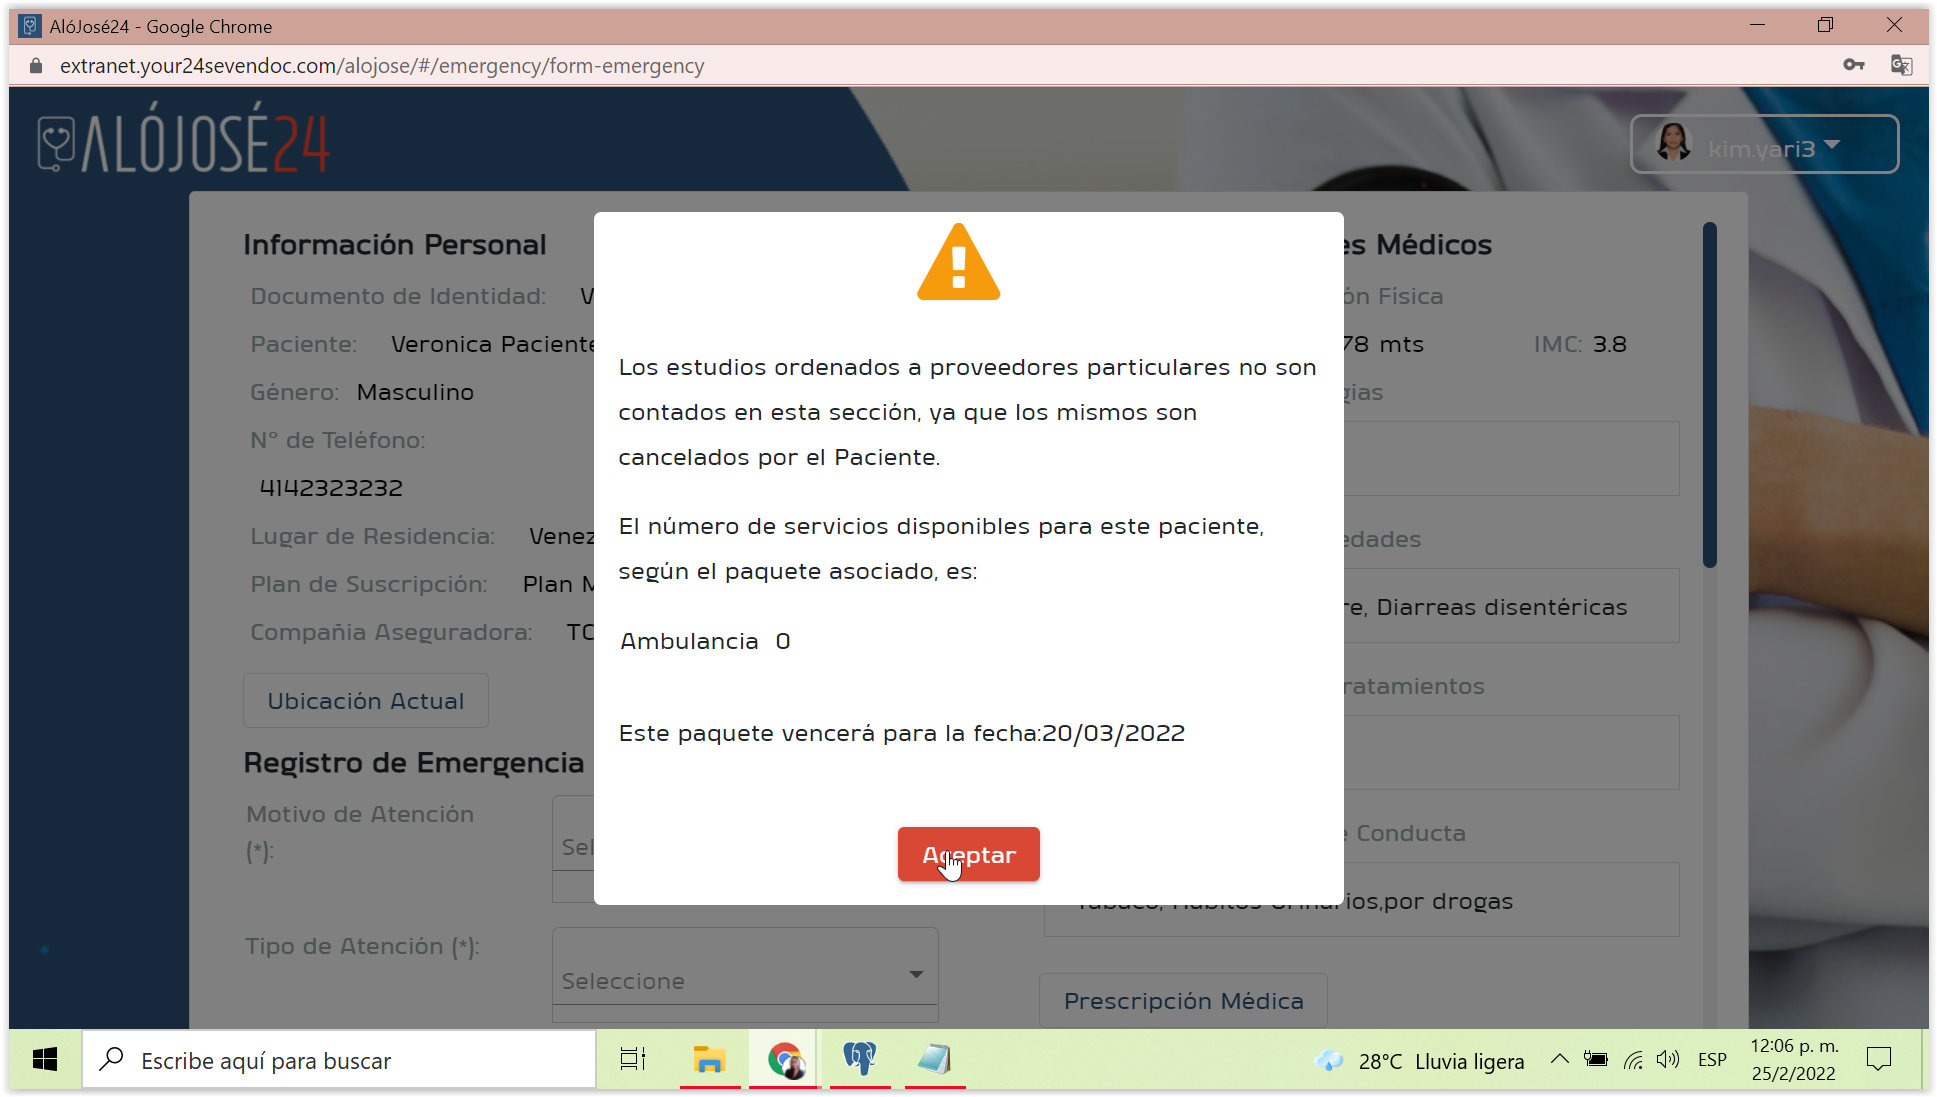 AlóJosé24 - Google Chrome
extranet.your24sevendoc.com/alojose/#/emergency/form-emergency
ALÓJOSÉ24
kim.yari3
Información Personal
es Médicos
Documento de Identidad: V
ón Física
Paciente: Veronica Paciente
78 mts IMC: 3.8
Género: Masculino
gias
N° de Teléfono:
4142323232
Lugar de Residencia: Venez
edades
Plan de Suscripción: Plan M
re, Diarreas disentéricas
Compañia Aseguradora: TC
Ubicación Actual
ratamientos
Registro de Emergencia
Motivo de Atención
(*):
Sel
e Conducta
Tabaco, Hábitos Urinarios,por drogas
Tipo de Atención (*):
Seleccione
Prescripción Médica
Los estudios ordenados a proveedores particulares no son
contados en esta sección, ya que los mismos son
cancelados por el Paciente.
El número de servicios disponibles para este paciente,
según el paquete asociado, es:
Ambulancia 0
Este paquete vencerá para la fecha:20/03/2022
Aceptar
Escribe aquí para buscar
28°C Lluvia ligera
ESP
12:06 p. m.
25/2/2022